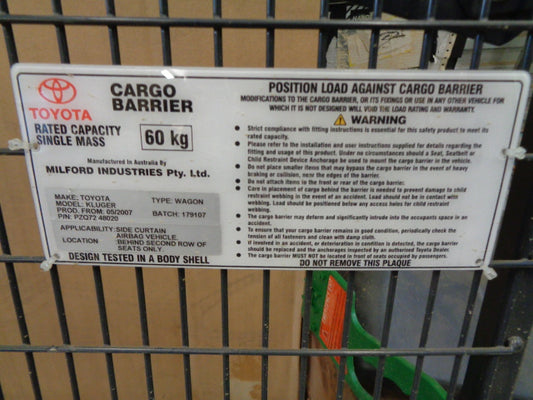 TOYOTA
CARGO
BARRIER
RATED CAPACITY
SINGLE MASS
60 kg
Manufactured in Australia By
MILFORD INDUSTRIES Pty. Ltd.
MAKE: TOYOTA
TYPE: WAGON
MODEL: KLUGER
PROD. FROM: 05/2007
BATCH: 179107
P/N: PZQ72 48020
APPLICABILITY: SIDE CURTAIN
AIRBAG VEHICLE.
LOCATION BEHIND SECOND ROW OF
SEATS ONLY.
DESIGN TESTED IN A BODY SHELL
POSITION LOAD AGAINST CARGO BARRIER
MODIFICATIONS TO THE CARGO BARRIER, OR ITS FIXINGS OR USE IN ANY OTHER VEHICLE FOR
WHICH IT IS NOT DESIGNED WILL VOID THE LOAD RATING AND WARRANTY.
WARNING
• Strict compliance with fitting instructions is essential for this safety product to meet its
rated capacity.
• Please refer to the installation and user instructions supplied for details regarding the
fitting and usage of this product. Under no circumstances should a Seat, Seatbelt or
Child Restraint Device Anchorage be used to mount the cargo barrier in the vehicle.
• Do not place smaller items that may bypass the cargo barrier in the event of heavy
braking or collision, near the edges of the barrier.
• Do not attach items to the front or rear of the cargo barrier.
• Care in placement of cargo behind the barrier is needed to prevent damage to child
restraint webbing in the event of an accident. Load should not be in contact with
webbing. Load should be positioned below any access holes for child restraint
webbing.
• The cargo barrier may deform and significantly intrude into the occupants space in an
accident.
• To ensure that your cargo barrier remains in good condition, periodically check the
tension of all fasteners and clean with damp cloth.
• If involved in an accident, or deterioration in condition is detected, the cargo barrier
should be replaced and the anchorages inspected by an authorised Toyota Dealer.
• The cargo barrier MUST NOT be located in front of seats occupied by passengers.
DO NOT REMOVE THIS PLAQUE